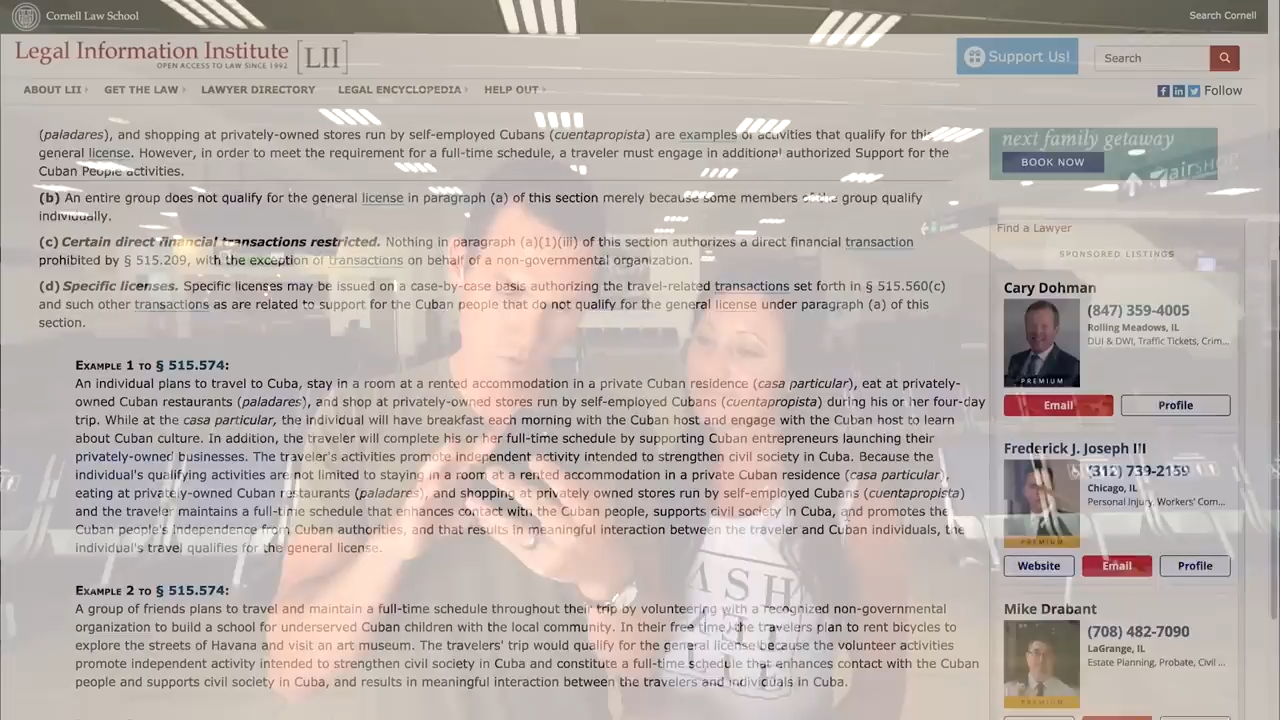 Cornell Law School
Search Cornell
Legal Information Institute [LII]
OPEN ACCESS TO LAW SINCE 1992
Support Us!
Search
ABOUT LII
GET THE LAW
LAWYER DIRECTORY
LEGAL ENCYCLOPEDIA
HELP OUT
Follow
(paladares), and shopping at privately-owned stores run by self-employed Cubans (cuentapropista) are examples of activities that qualify for this
general license. However, in order to meet the requirement for a full-time schedule, a traveler must engage in additional authorized Support for the
Cuban People activities.
(b) An entire group does not qualify for the general license in paragraph (a) of this section merely because some members of the group qualify
individually.
(c) Certain direct financial transactions restricted. Nothing in paragraph (a)(1)(iii) of this section authorizes a direct financial transaction
prohibited by § 515.209, with the exception of transactions on behalf of a non-governmental organization.
(d) Specific licenses. Specific licenses may be issued on a case-by-case basis authorizing the travel-related transactions set forth in § 515.560(c)
and such other transactions as are related to support for the Cuban people that do not qualify for the general license under paragraph (a) of this
section.
EXAMPLE 1 TO § 515.574:
An individual plans to travel to Cuba, stay in a room at a rented accommodation in a private Cuban residence (casa particular), eat at privately-
owned Cuban restaurants (paladares), and shop at privately-owned stores run by self-employed Cubans (cuentapropista) during his or her four-day
trip. While at the casa particular, the individual will have breakfast each morning with the Cuban host and engage with the Cuban host to learn
about Cuban culture. In addition, the traveler will complete his or her full-time schedule by supporting Cuban entrepreneurs launching their
privately-owned businesses. The traveler's activities promote independent activity intended to strengthen civil society in Cuba. Because the
individual's qualifying activities are not limited to staying in a room at a rented accommodation in a private Cuban residence (casa particular),
eating at privately-owned Cuban restaurants (paladares), and shopping at privately owned stores run by self-employed Cubans (cuentapropista)
and the traveler maintains a full-time schedule that enhances contact with the Cuban people, supports civil society in Cuba, and promotes the
Cuban people's independence from Cuban authorities, and that results in meaningful interaction between the traveler and Cuban individuals, the
individual's travel qualifies for the general license.
EXAMPLE 2 TO § 515.574:
A group of friends plans to travel and maintain a full-time schedule throughout their trip by volunteering with a recognized non-governmental
organization to build a school for underserved Cuban children with the local community. In their free time, the travelers plan to rent bicycles to
explore the streets of Havana and visit an art museum. The travelers' trip would qualify for the general license because the volunteer activities
promote independent activity intended to strengthen civil society in Cuba and constitute a full-time schedule that enhances contact with the Cuban
people and supports civil society in Cuba, and results in meaningful interaction between the travelers and individuals in Cuba.
next family getaway
BOOK NOW
airSHOP
Find a Lawyer
SPONSORED LISTINGS
Cary Dohman
(847) 359-4005
Rolling Meadows, IL
DUI & DWI, Traffic Tickets, Crim...
PREMIUM
Email
Profile
Frederick J. Joseph III
(312) 739-2159
Chicago, IL
Personal Injury, Workers' Com...
PREMIUM
Website
Email
Profile
Mike Drabant
(708) 482-7090
LaGrange, IL
Estate Planning, Probate, Civil ...
PREMIUM
ASH